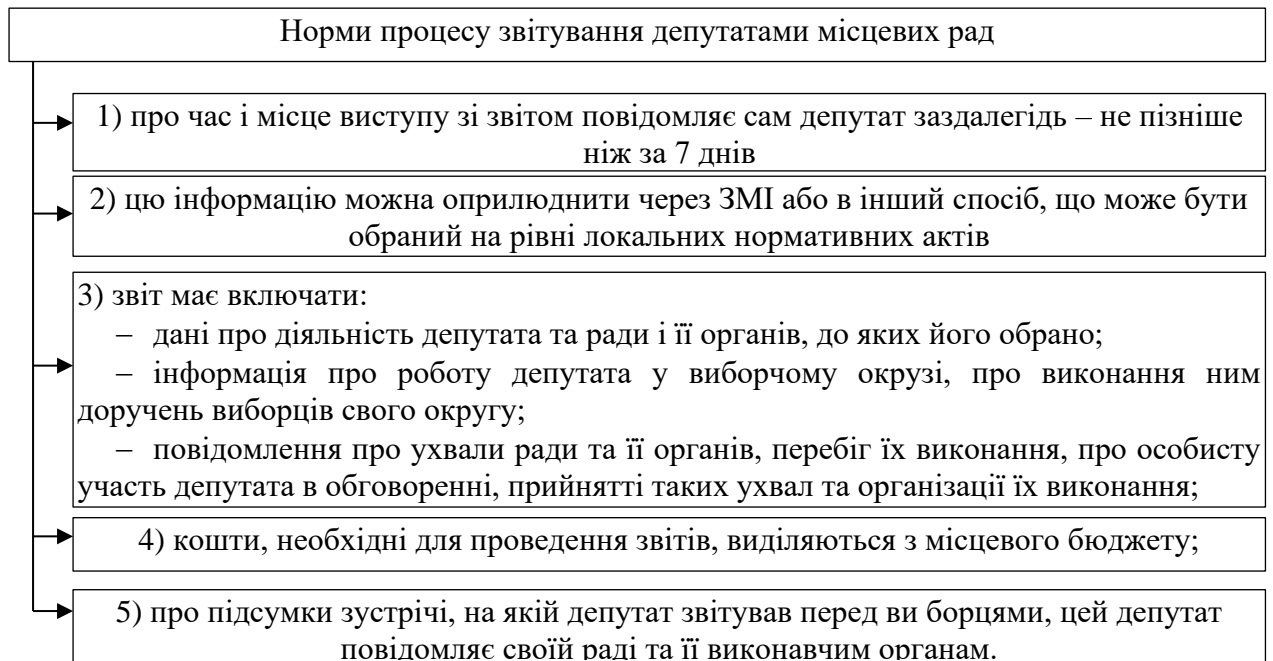 Норми процесу звітування депутатами місцевих рад
1) про час і місце виступу зі звітом повідомляє сам депутат заздалегідь – не пізніше
ніж за 7 днів
2) цю інформацію можна оприлюднити через ЗМІ або в інший спосіб, що може бути
обраний на рівні локальних нормативних актів
3) звіт має включати:
– дані про діяльність депутата та ради і її органів, до яких його обрано;
– інформація про роботу депутата у виборчому окрузі, про виконання ним
доручень виборців свого округу;
– повідомлення про ухвали ради та її органів, перебіг їх виконання, про особисту
участь депутата в обговоренні, прийнятті таких ухвал та організації їх виконання;
4) кошти, необхідні для проведення звітів, виділяються з місцевого бюджету;
5) про підсумки зустрічі, на якій депутат звітував перед ви борцями, цей депутат
повідомляє своїй раді та її виконавчим органам.